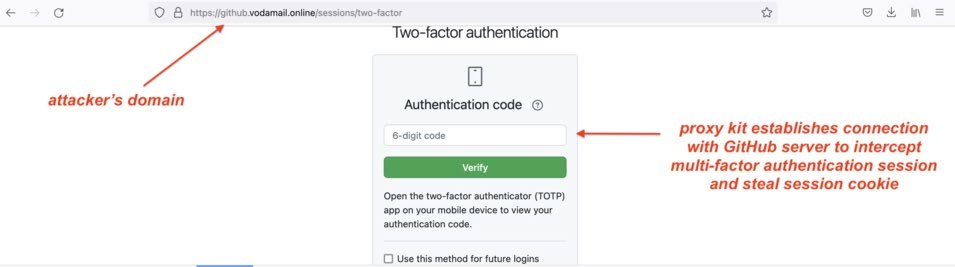 https://github.vodamail.online/sessions/two-factor
Two-factor authentication
attacker's domain
Authentication code
6-digit code
proxy kit establishes connection
with GitHub server to intercept
multi-factor authentication session
and steal session cookie
Verify
Open the two-factor authenticator (TOTP)
app on your mobile device to view your
authentication code.
Use this method for future logins